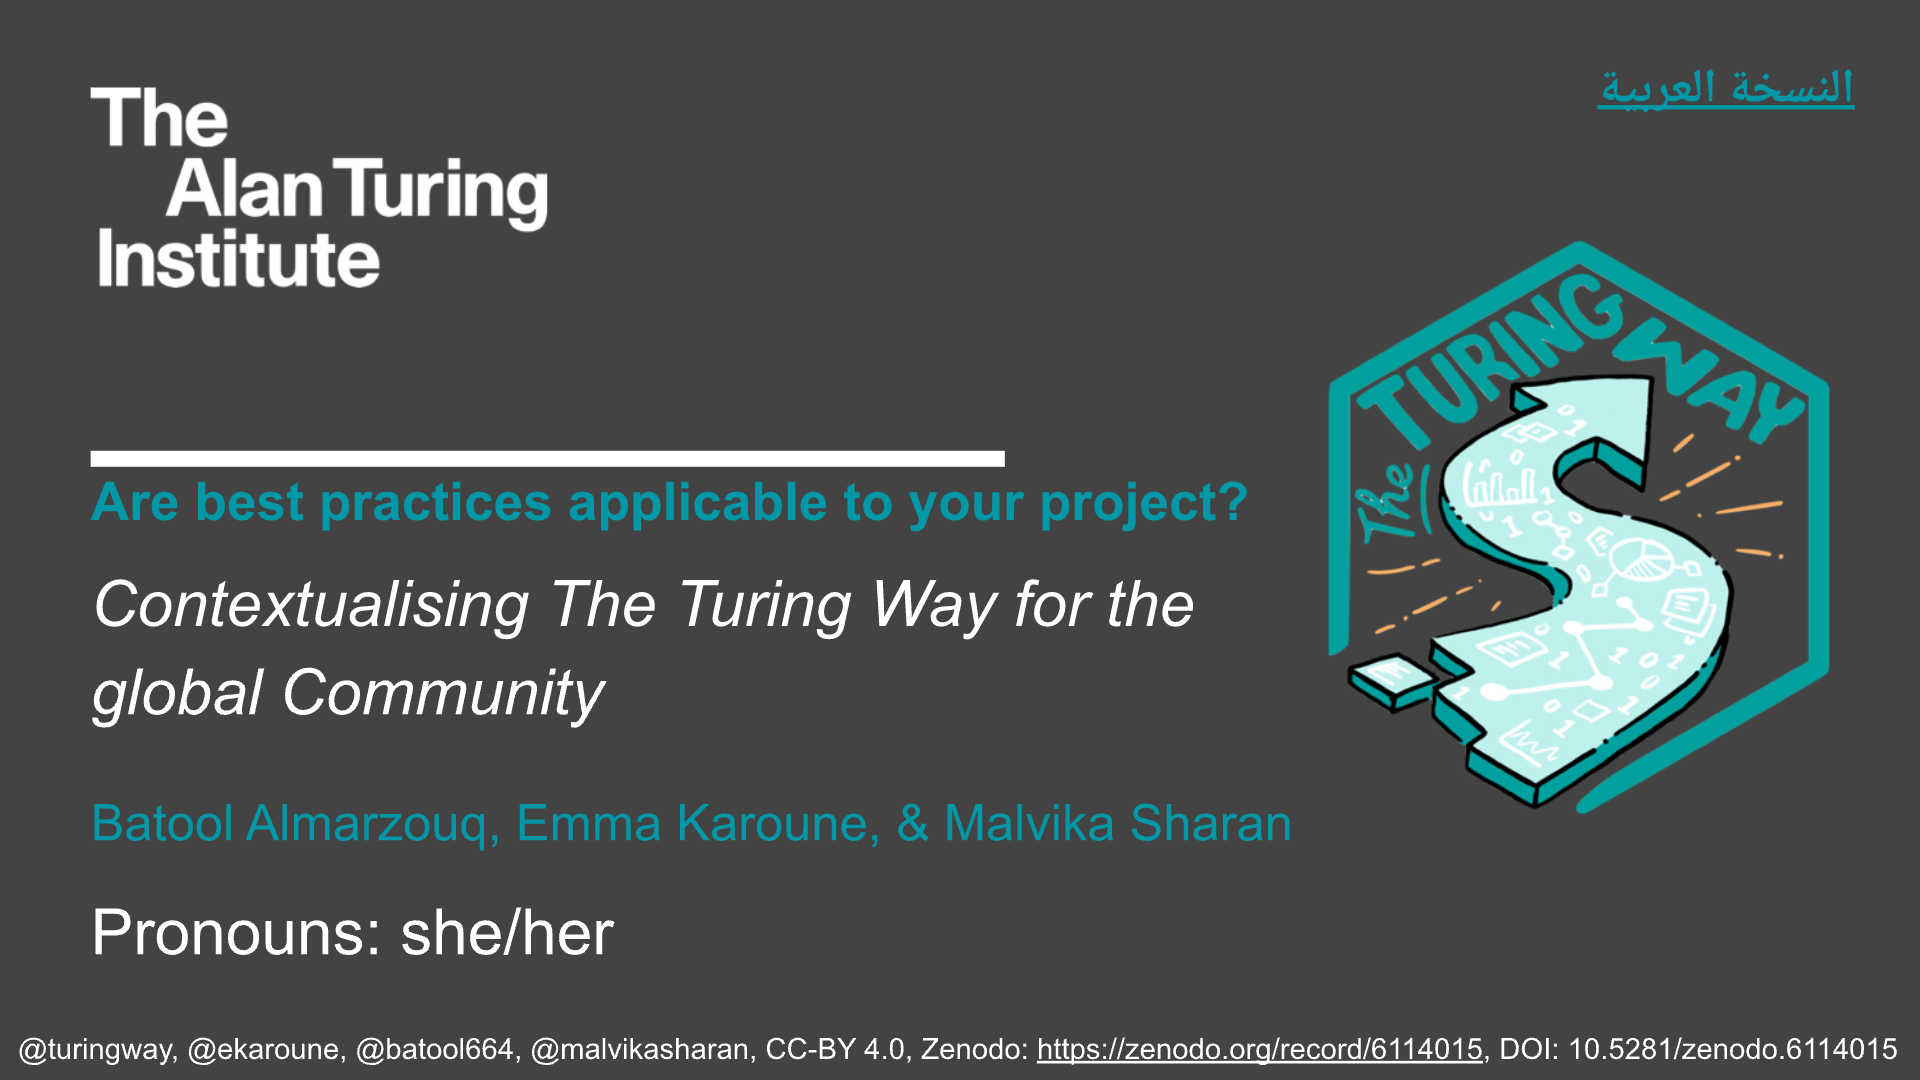 The
Alan Turing
Institute
النسخة العربية
The TURING WAY
Are best practices applicable to your project?
Contextualising The Turing Way for the
global Community
Batool Almarzouq, Emma Karoune, & Malvika Sharan
Pronouns: she/her
@turingway, @ekaroune, @batool664, @malvikasharan, CC-BY 4.0, Zenodo: https://zenodo.org/record/6114015, DOI: 10.5281/zenodo.6114015